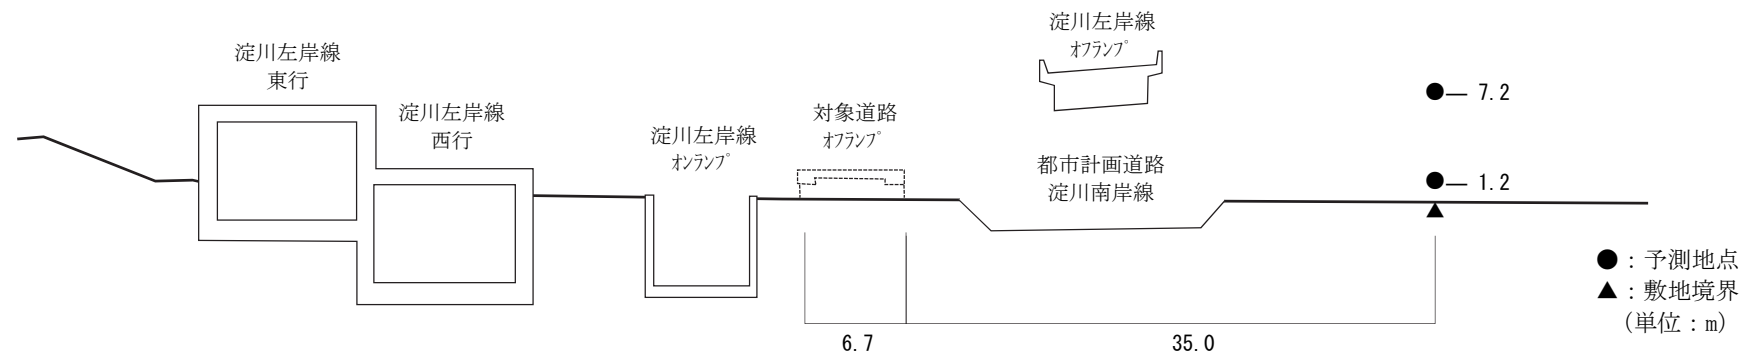 淀川左岸線
東行
淀川左岸線
西行
淀川左岸線
ｵﾝﾗﾝﾌﾟ
対象道路
ｵﾌﾗﾝﾌﾟ
淀川左岸線
ｵﾌﾗﾝﾌﾟ
都市計画道路
淀川南岸線
7.2
1.2
●：予測地点
▲：敷地境界
（単位：m）
6.7
35.0